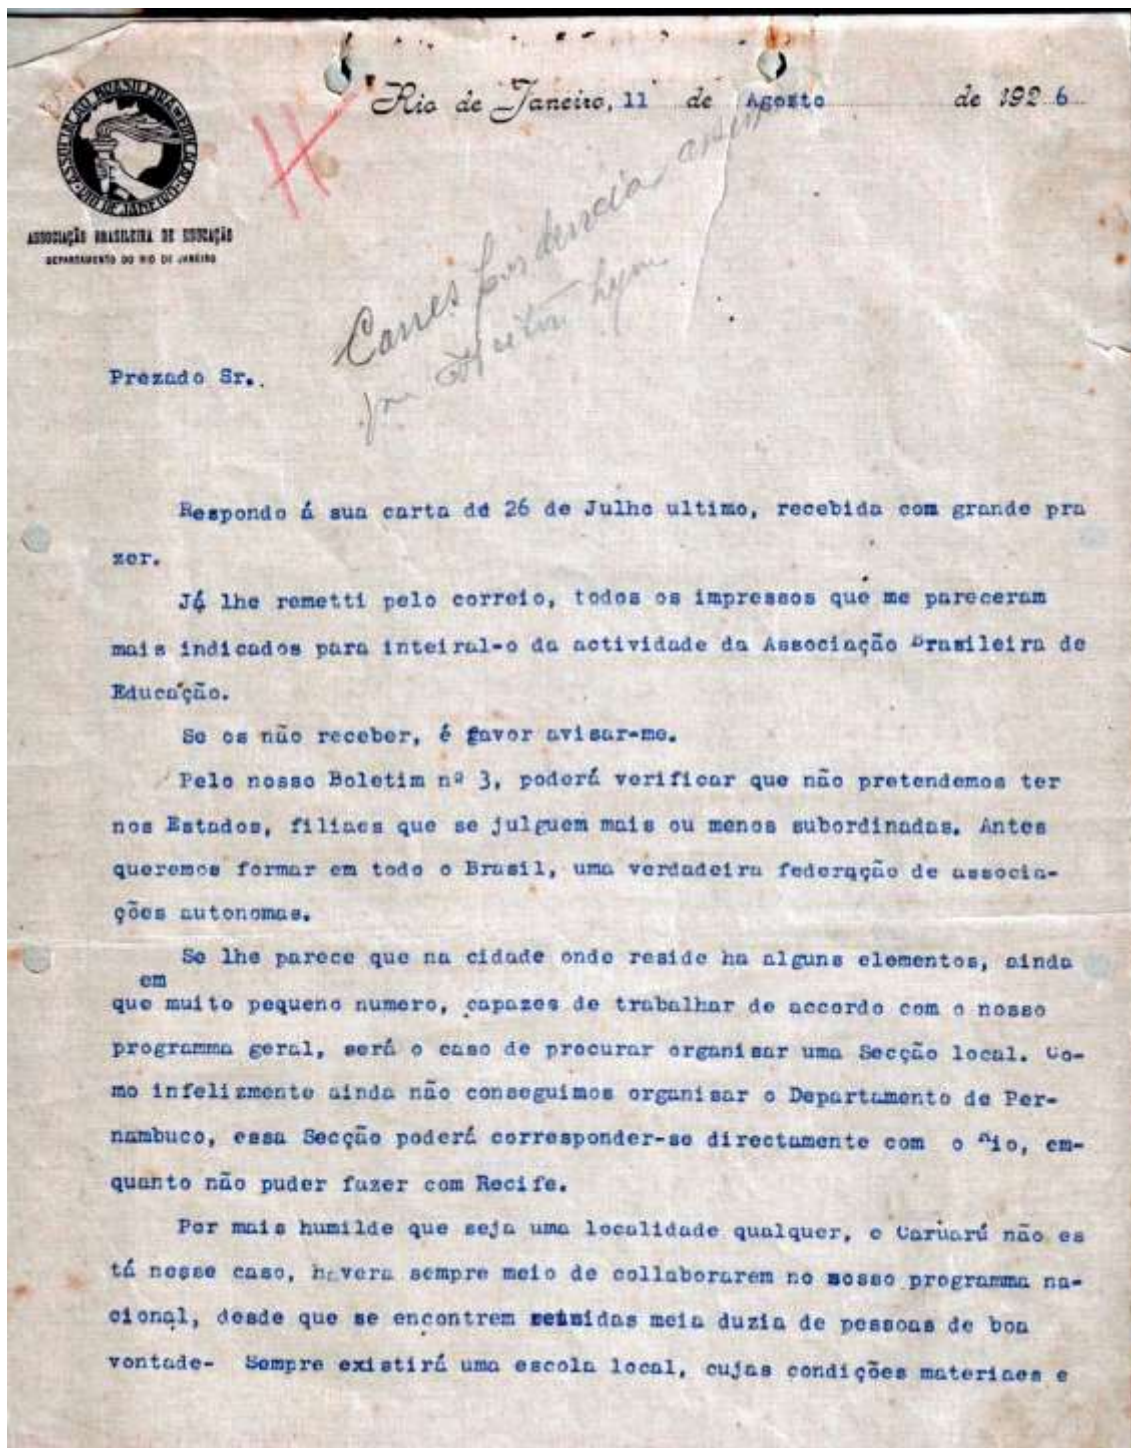 Rio de Janeiro, 11 de Agosto de 1926
ASSOCIAÇÃO BRASILEIRA DE EDUCAÇÃO
RIO DE JANEIRO
ASSOCIAÇÃO BRASILEIRA DE EDUCAÇÃO
DEPARTAMENTO DO RIO DE JANEIRO
H
Correspondencia
Prezado Sr.
Respondo á sua carta de 26 de Julho ultimo, recebida com grande pra
zer.
Já lhe remetti pelo correio, todos os impressos que me pareceram
mais indicados para inteiral-o da actividade da Associação Brasileira de
Educação.
Se os não receber, é favor avisar-me.
Pelo nosso Boletim nº 3, poderá verificar que não pretendemos ter
nos Estados, filiaes que se julguem mais ou menos subordinadas. Antes
queremos formar em todo o Brasil, uma verdadeira federação de associa-
ções autonomas.
Se lhe parece que na cidade onde reside ha alguns elementos, ainda
em
que muito pequeno numero, capazes de trabalhar de accordo com o nosso
programma geral, será o caso de procurar organisar uma Secção local. Co-
mo infelizmente ainda não conseguimos organisar o Departamento de Per-
nambuco, essa Secção poderá corresponder-se directamente com o Rio, em-
quanto não puder fazer com Recife.
Por mais humilde que seja uma localidade qualquer, e Caruarú não es
tá nesse caso, havera sempre meio de collaborarem no nosso programma na-
cional, desde que se encontrem reunidas meia duzia de pessoas de boa
vontade- Sempre existirá uma escola local, cujas condições materiaes e